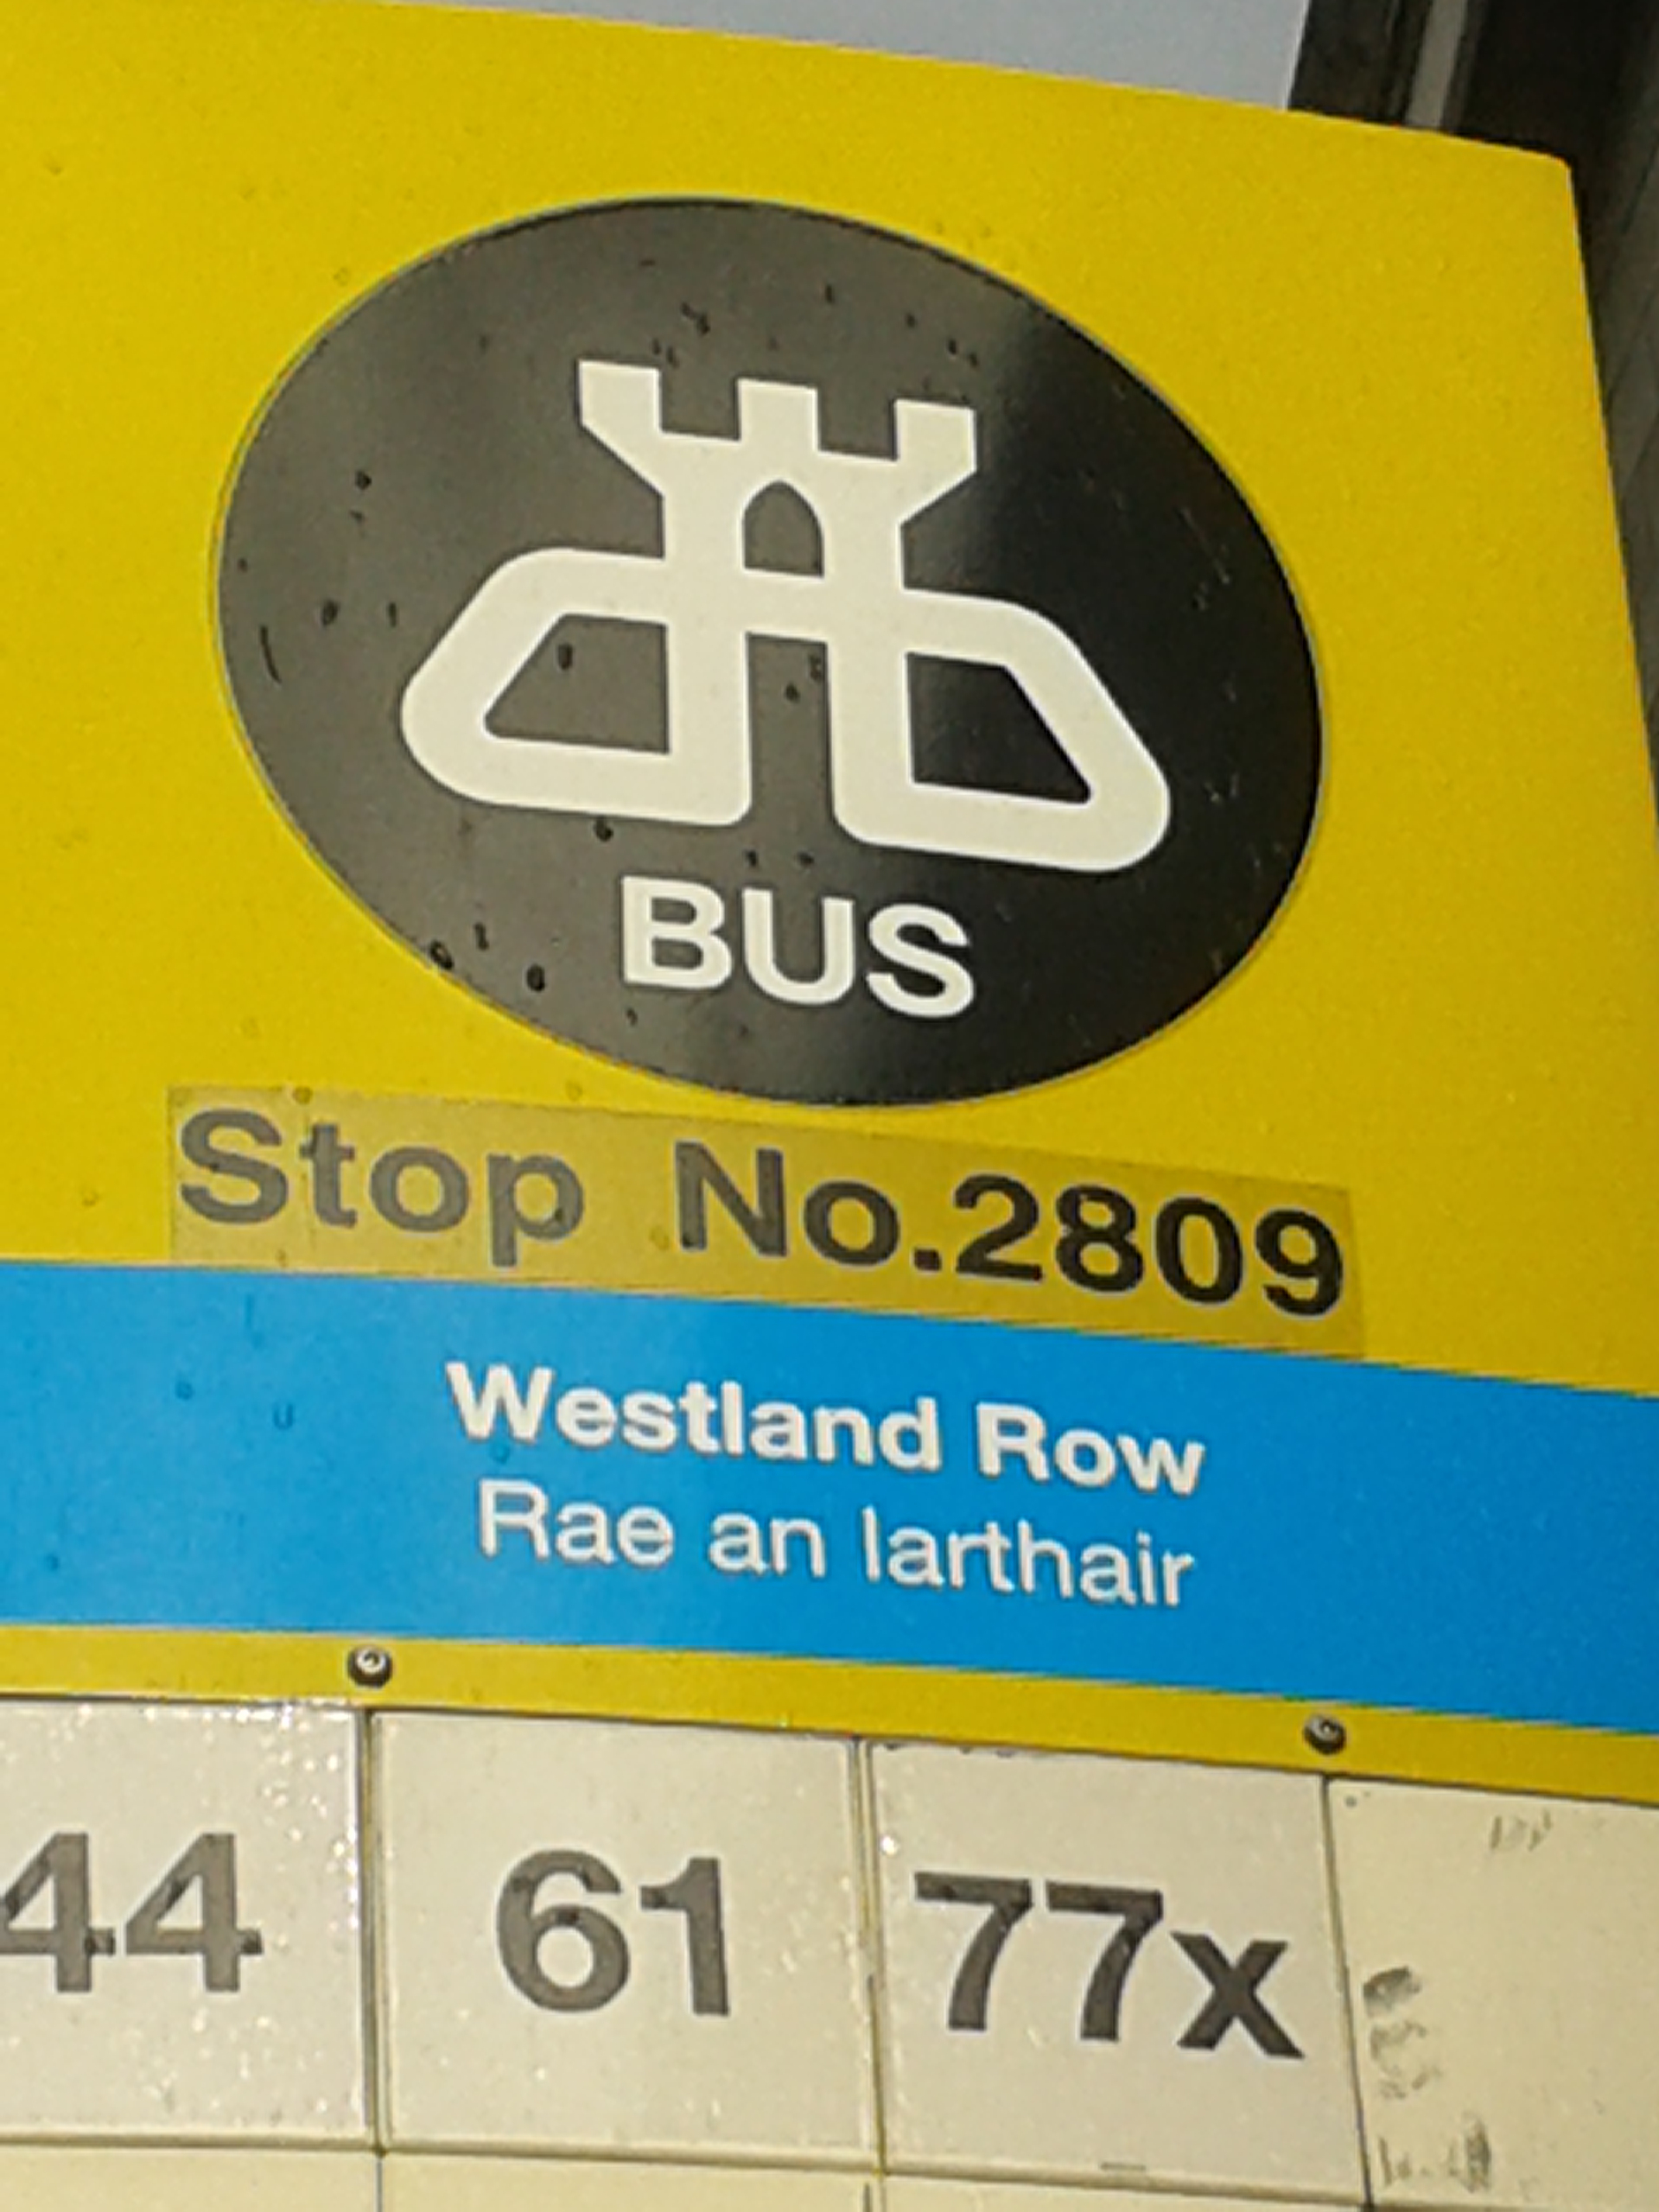 BUS
Stop No.2809
Westland Row
Rae an Iarthair
44 61 77x